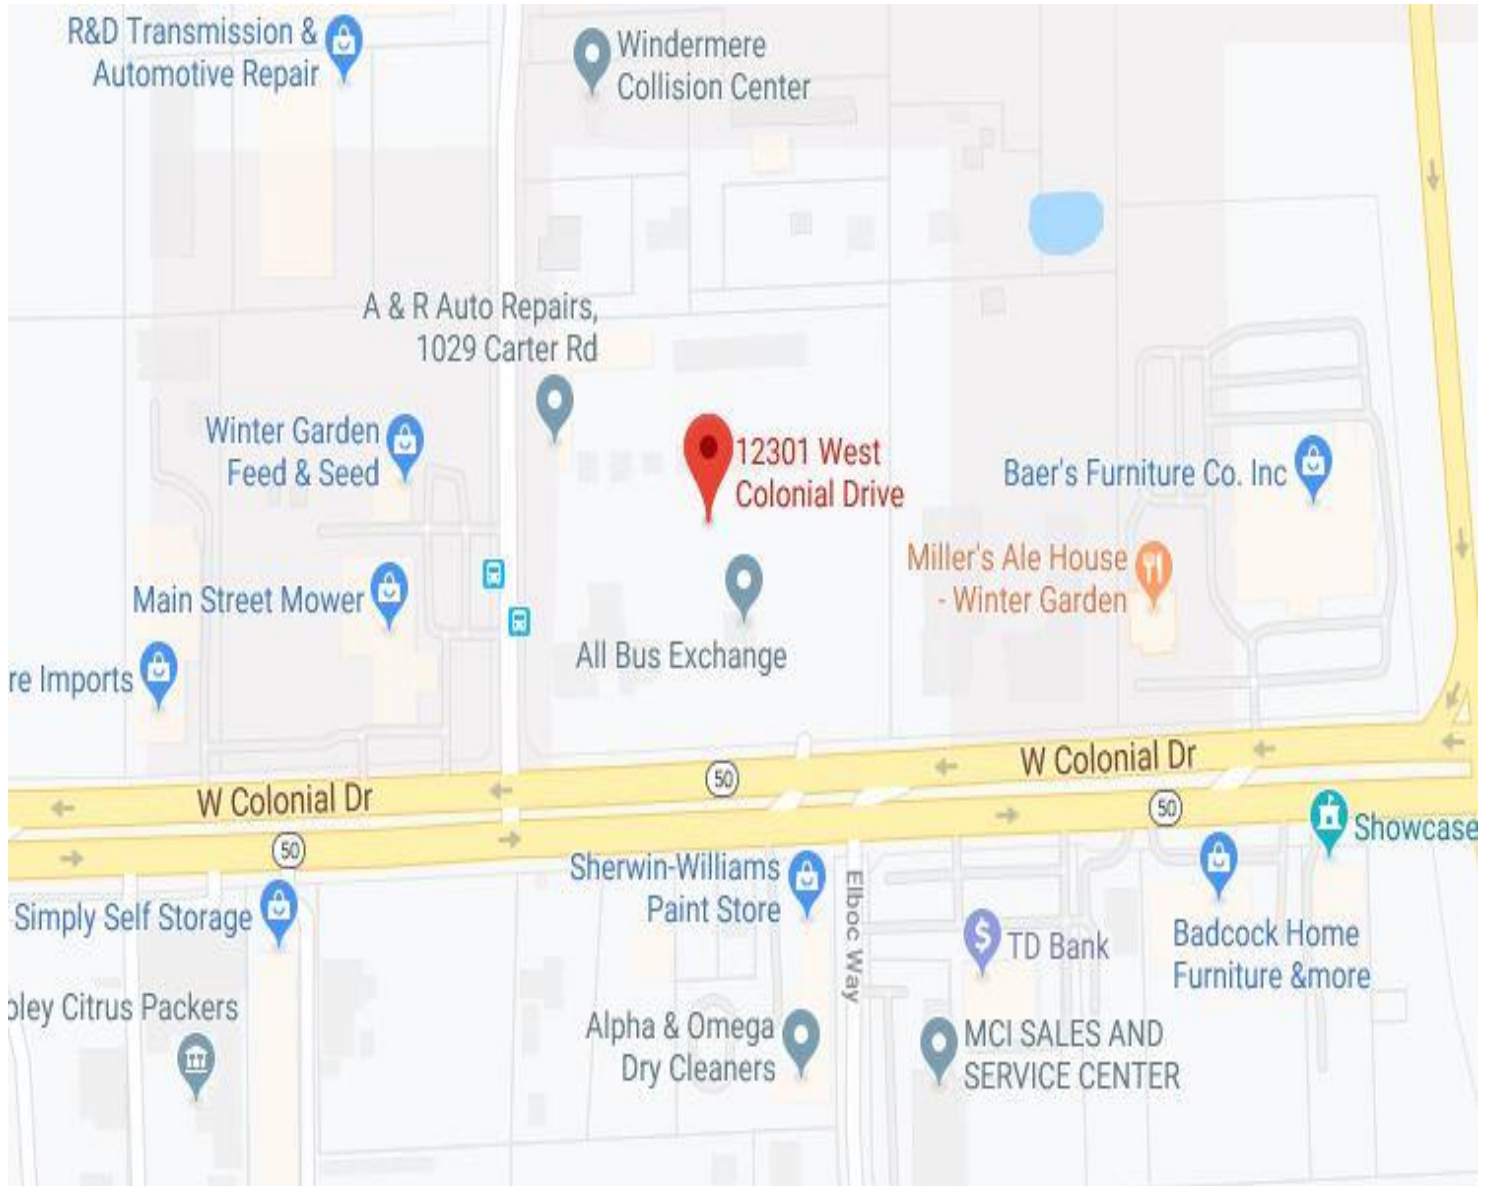 R&D Transmission &
Automotive Repair
Windermere
Collision Center
A & R Auto Repairs,
1029 Carter Rd
Winter Garden
Feed & Seed
12301 West
Colonial Drive
Baer's Furniture Co. Inc
Miller's Ale House
- Winter Garden
Main Street Mower
All Bus Exchange
re Imports
W Colonial Dr
50
W Colonial Dr
50
50
Showcase
Sherwin-Williams
Paint Store
Elboc Way
Simply Self Storage
TD Bank
Badcock Home
Furniture &more
oley Citrus Packers
Alpha & Omega
Dry Cleaners
MCI SALES AND
SERVICE CENTER